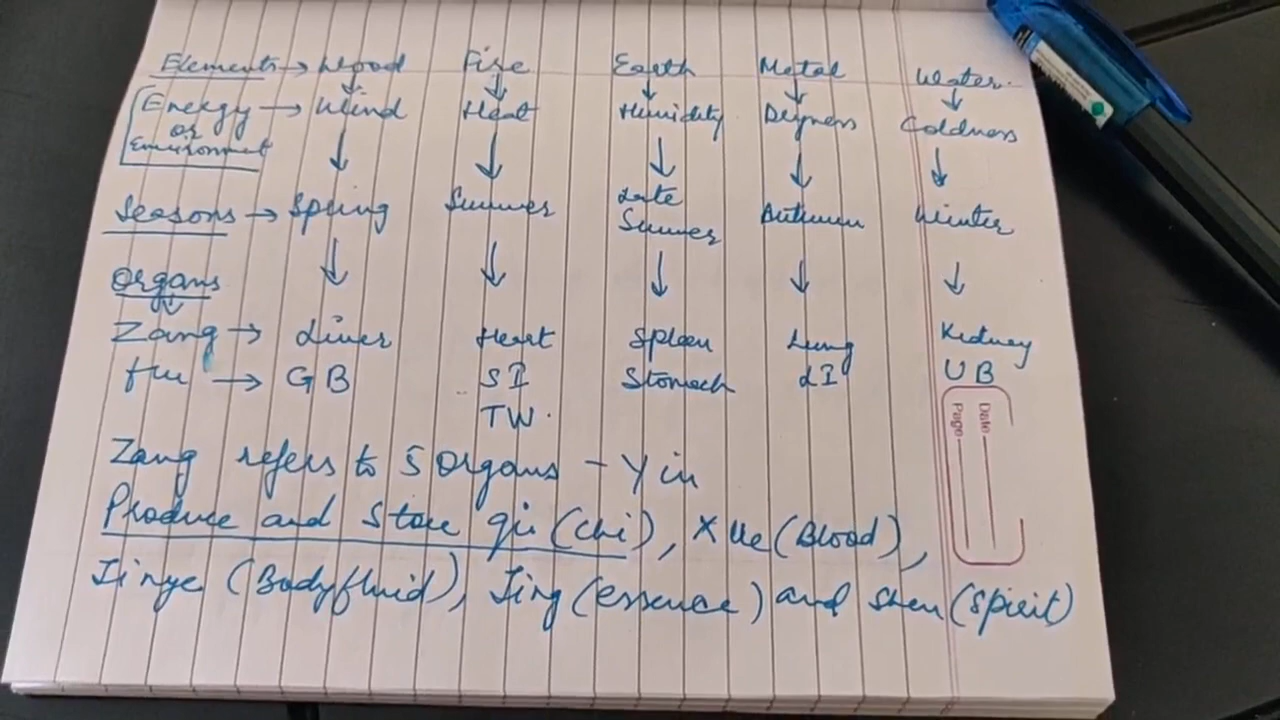 Elements → Wood Fire Earth Metal Water.
Energy → Wind Heat Humidity Dryness Coldness
or
Environmet
Seasons → Spring Summer Late Summer Autumn Winter
Organs
Zang → Liver Heart Spleen Lung Kidney
fu → GB SI Stomach LI UB
TW.
Zang refers to 5 Organs - Yin
Produce and Store qi (chi), Xue (Blood),
Jinye (Bodyfluid), Jing (essence) and Shen (Spirit)
Date
Page